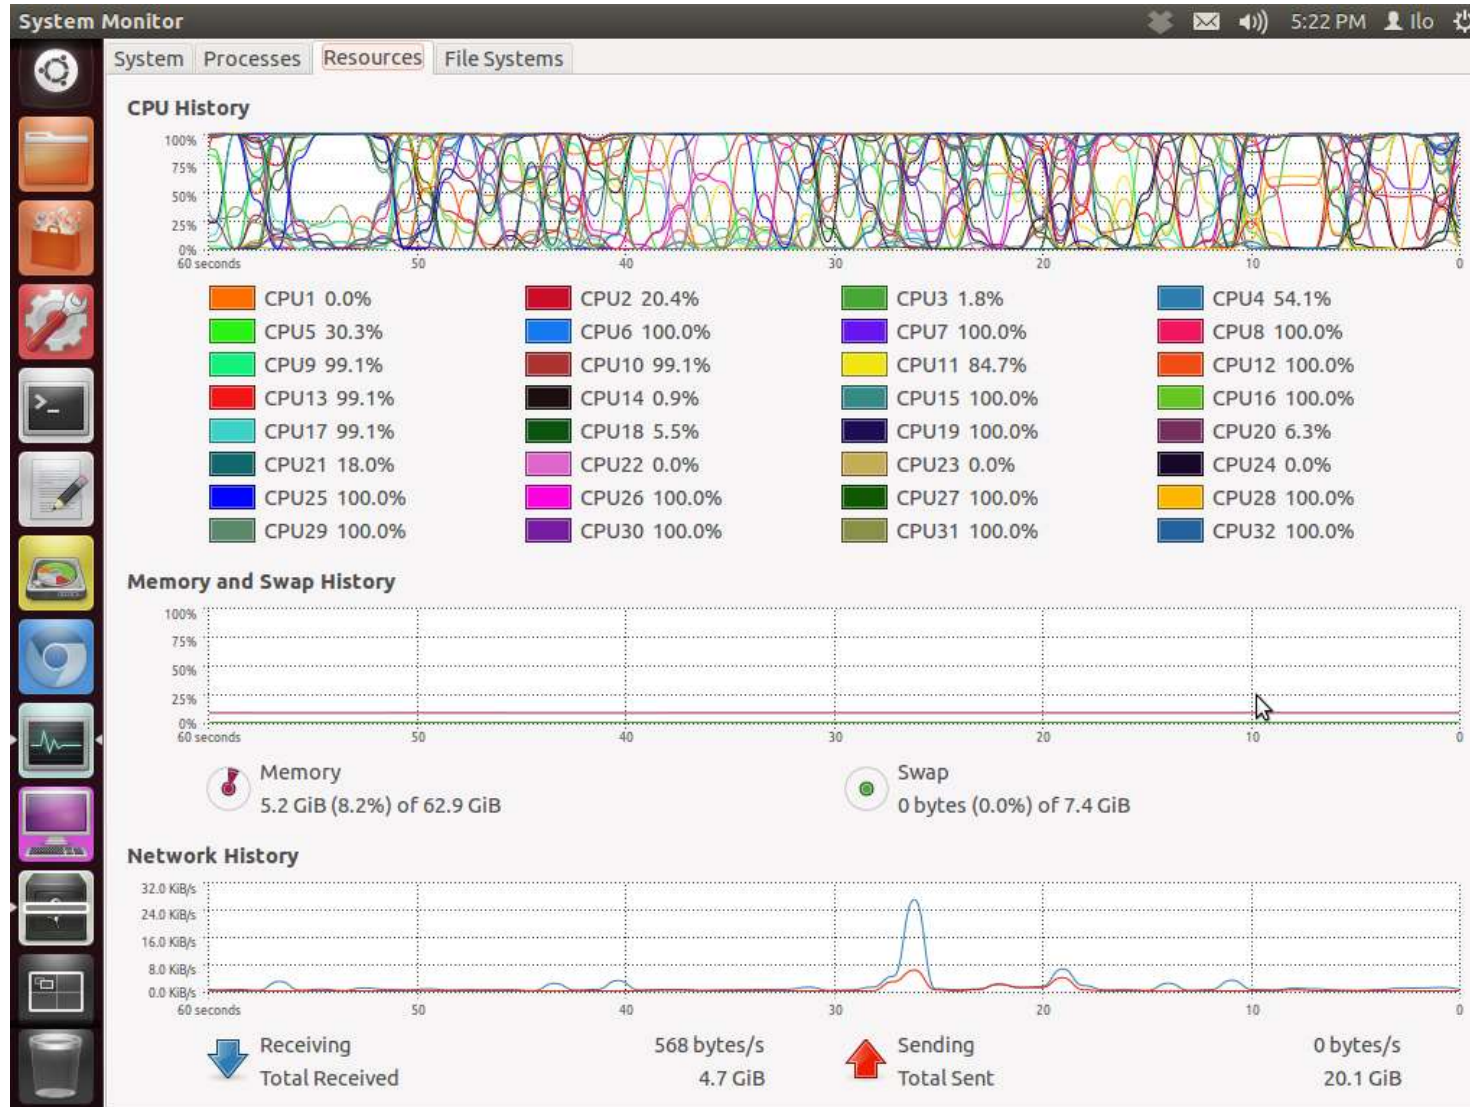 System Monitor 5:22 PM Ilo
System Processes Resources File Systems
CPU History
100%
75%
50%
25%
0%
60 seconds 50 40 30 20 10 0
CPU1 0.0% CPU2 20.4% CPU3 1.8% CPU4 54.1%
CPU5 30.3% CPU6 100.0% CPU7 100.0% CPU8 100.0%
CPU9 99.1% CPU10 99.1% CPU11 84.7% CPU12 100.0%
CPU13 99.1% CPU14 0.9% CPU15 100.0% CPU16 100.0%
CPU17 99.1% CPU18 5.5% CPU19 100.0% CPU20 6.3%
CPU21 18.0% CPU22 0.0% CPU23 0.0% CPU24 0.0%
CPU25 100.0% CPU26 100.0% CPU27 100.0% CPU28 100.0%
CPU29 100.0% CPU30 100.0% CPU31 100.0% CPU32 100.0%
Memory and Swap History
100%
75%
50%
25%
0%
60 seconds 50 40 30 20 10 0
Memory Swap
5.2 GiB (8.2%) of 62.9 GiB 0 bytes (0.0%) of 7.4 GiB
Network History
32.0 KiB/s
24.0 KiB/s
16.0 KiB/s
8.0 KiB/s
0.0 KiB/s
60 seconds 50 40 30 20 10 0
Receiving 568 bytes/s Sending 0 bytes/s
Total Received 4.7 GiB Total Sent 20.1 GiB